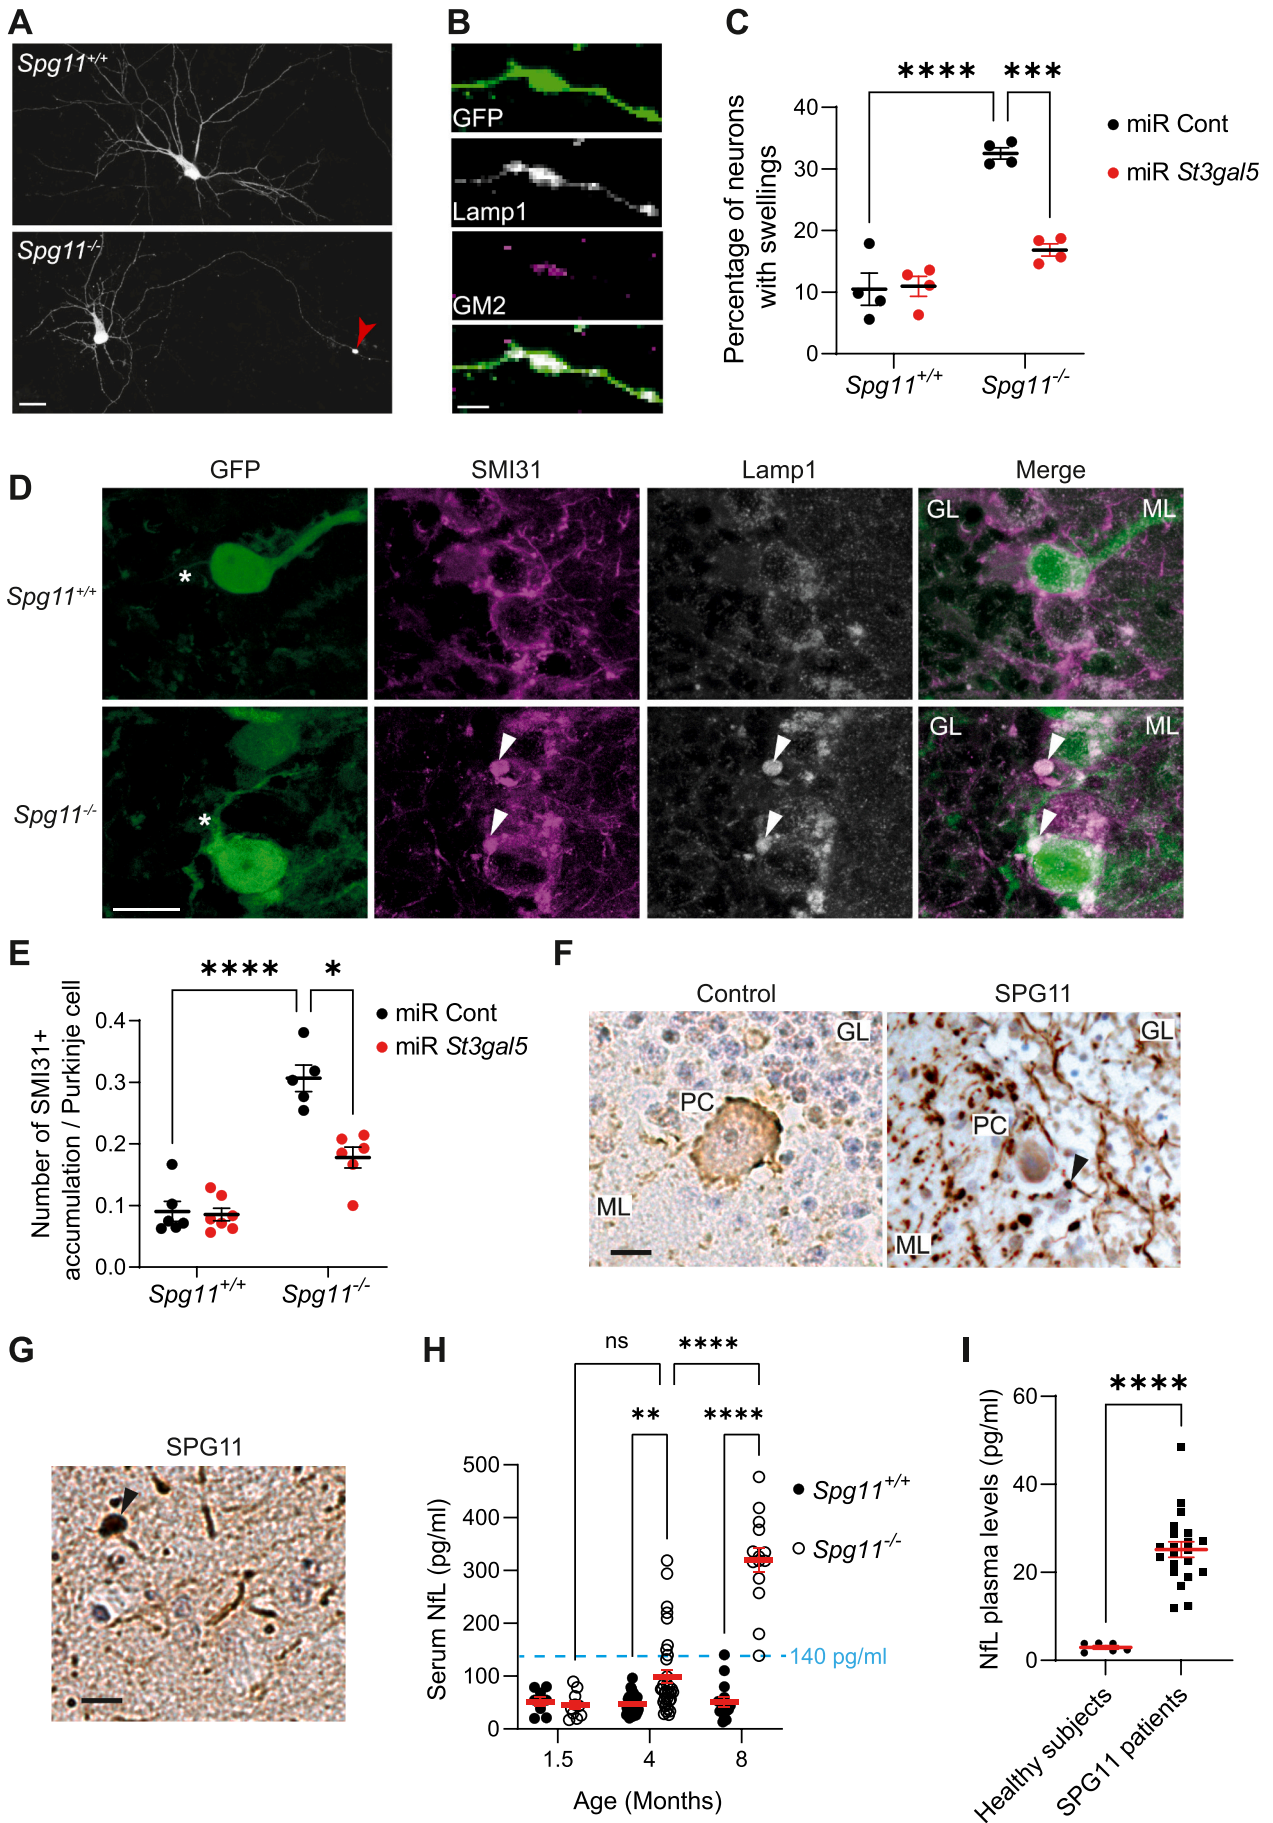 A
Spg11+/+
Spg11-/-
B
GFP
Lamp1
GM2
C
**** ***
Percentage of neurons
with swellings
40
30
20
10
0
Spg11+/+ Spg11-/-
miR Cont
miR St3gal5
D
GFP SMI31 Lamp1 Merge
Spg11+/+
* GL ML
Spg11-/-
* GL ML
E
**** *
Number of SMI31+
accumulation / Purkinje cell
0.4
0.3
0.2
0.1
0.0
Spg11+/+ Spg11-/-
miR Cont
miR St3gal5
F
Control SPG11
GL PC ML
GL PC ML
G
SPG11
H
ns ****
** ****
Serum NfL (pg/ml)
500
400
300
200
100
0
140 pg/ml
Spg11+/+
Spg11-/-
1.5 4 8
Age (Months)
I
****
NfL plasma levels (pg/ml)
60
40
20
0
Healthy subjects
SPG11 patients